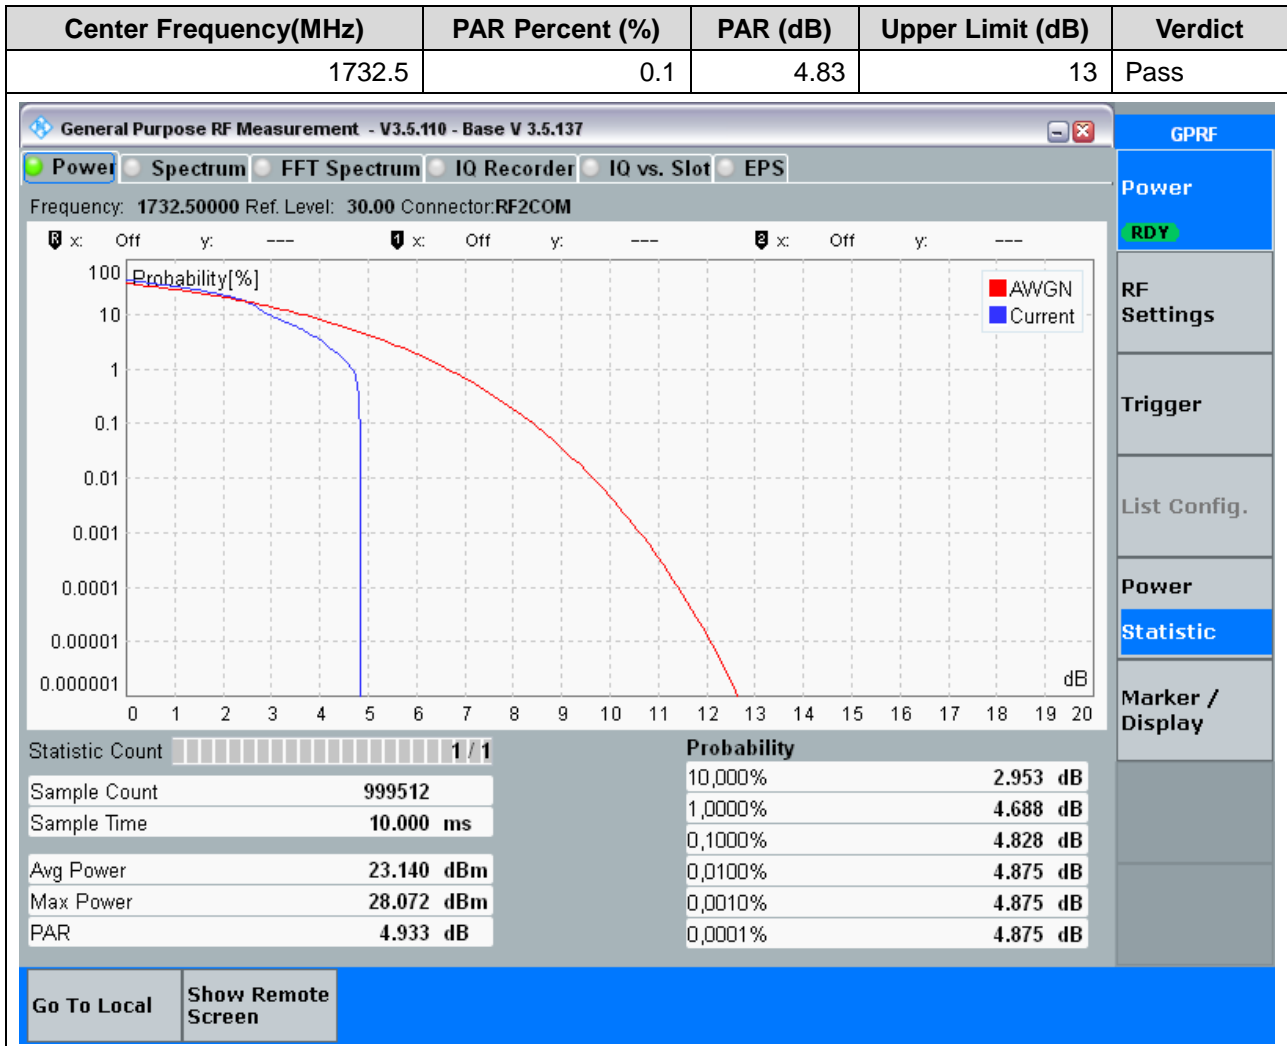 Center Frequency(MHz) PAR Percent (%) PAR (dB) Upper Limit (dB) Verdict
1732.5 0.1 4.83 13 Pass
General Purpose RF Measurement - V3.5.110 - Base V 3.5.137
GPRF
Power Spectrum FFT Spectrum IQ Recorder IQ vs. Slot EPS
Frequency: 1732.50000 Ref. Level: 30.00 Connector:RF2COM
R x: Off y: --- 1 x: Off y: --- 2 x: Off y: ---
Probability[%]
AWGN
Current
100
10
1
0.1
0.01
0.001
0.0001
0.00001
0.000001
dB
0 1 2 3 4 5 6 7 8 9 10 11 12 13 14 15 16 17 18 19 20
Statistic Count 1 / 1
Sample Count 999512
Sample Time 10.000 ms
Avg Power 23.140 dBm
Max Power 28.072 dBm
PAR 4.933 dB
Probability
10,000% 2.953 dB
1,0000% 4.688 dB
0,1000% 4.828 dB
0,0100% 4.875 dB
0,0010% 4.875 dB
0,0001% 4.875 dB
Power
RDY
RF
Settings
Trigger
List Config.
Power
Statistic
Marker /
Display
Go To Local
Show Remote
Screen